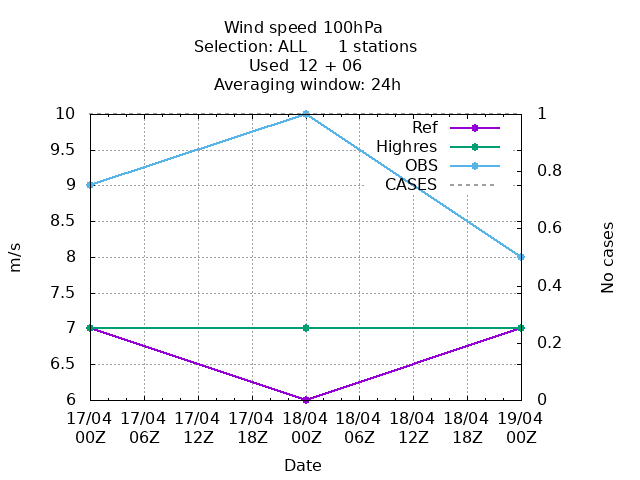 Wind speed 100hPa
Selection: ALL      1 stations
Used  12 + 06
Averaging window: 24h
10
9.5
9
8.5
8
7.5
7
6.5
6
m/s
1
0.8
0.6
0.4
0.2
0
No cases
Ref
Highres
OBS
CASES
17/04 17/04 17/04 17/04 18/04 18/04 18/04 18/04 19/04
00Z 06Z 12Z 18Z 00Z 06Z 12Z 18Z 00Z
Date